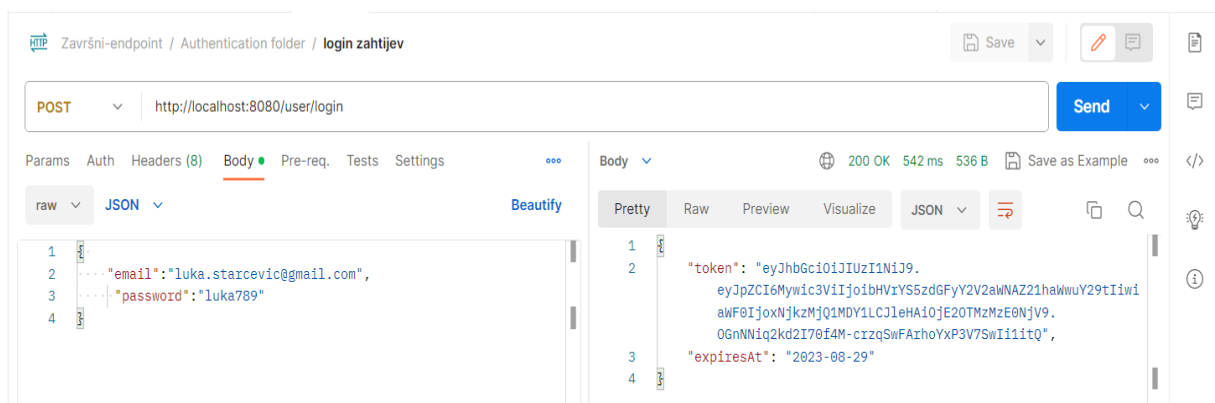 HTTP Završni-endpoint / Authentication folder / login zahtijev
Save
POST http://localhost:8080/user/login
Send
Params Auth Headers (8) Body Pre-req. Tests Settings
raw JSON Beautify
1 {
2 "email":"luka.starcevic@gmail.com",
3 "password":"luka789"
4 }
Body 200 OK 542 ms 536 B Save as Example
Pretty Raw Preview Visualize JSON
1 {
2 "token": "eyJhbGciOiJIUzI1NiJ9.
eyJpZCI6Mywic3ViIjoibHVrYS5zdGFyY2V2aWNAZ21haWwuY29tIiwi
aWF0IjoxNjkzMjQ1MDY1LCJleHAiOjE2OTMzMzE0NjV9.
OGnNNiq2kd2I70f4M-crzqSwFArhoYxP3V7SwIi1itQ",
3 "expiresAt": "2023-08-29"
4 }